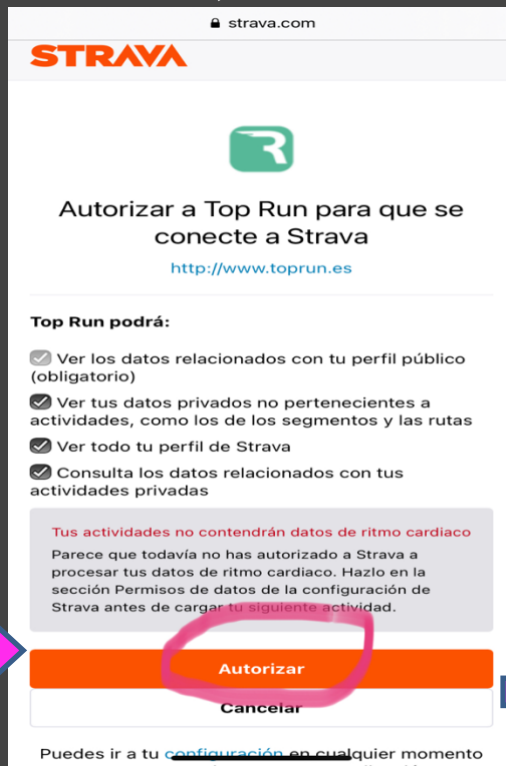 strava.com
STRAVA
Autorizar a Top Run para que se
conecte a Strava
http://www.toprun.es
Top Run podrá:
Ver los datos relacionados con tu perfil público
(obligatorio)
Ver tus datos privados no pertenecientes a
actividades, como los de los segmentos y las rutas
Ver todo tu perfil de Strava
Consulta los datos relacionados con tus
actividades privadas
Tus actividades no contendrán datos de ritmo cardiaco
Parece que todavía no has autorizado a Strava a
procesar tus datos de ritmo cardiaco. Hazlo en la
sección Permisos de datos de la configuración de
Strava antes de cargar tu siguiente actividad.
Autorizar
Cancelar
Puedes ir a tu configuración en cualquier momento